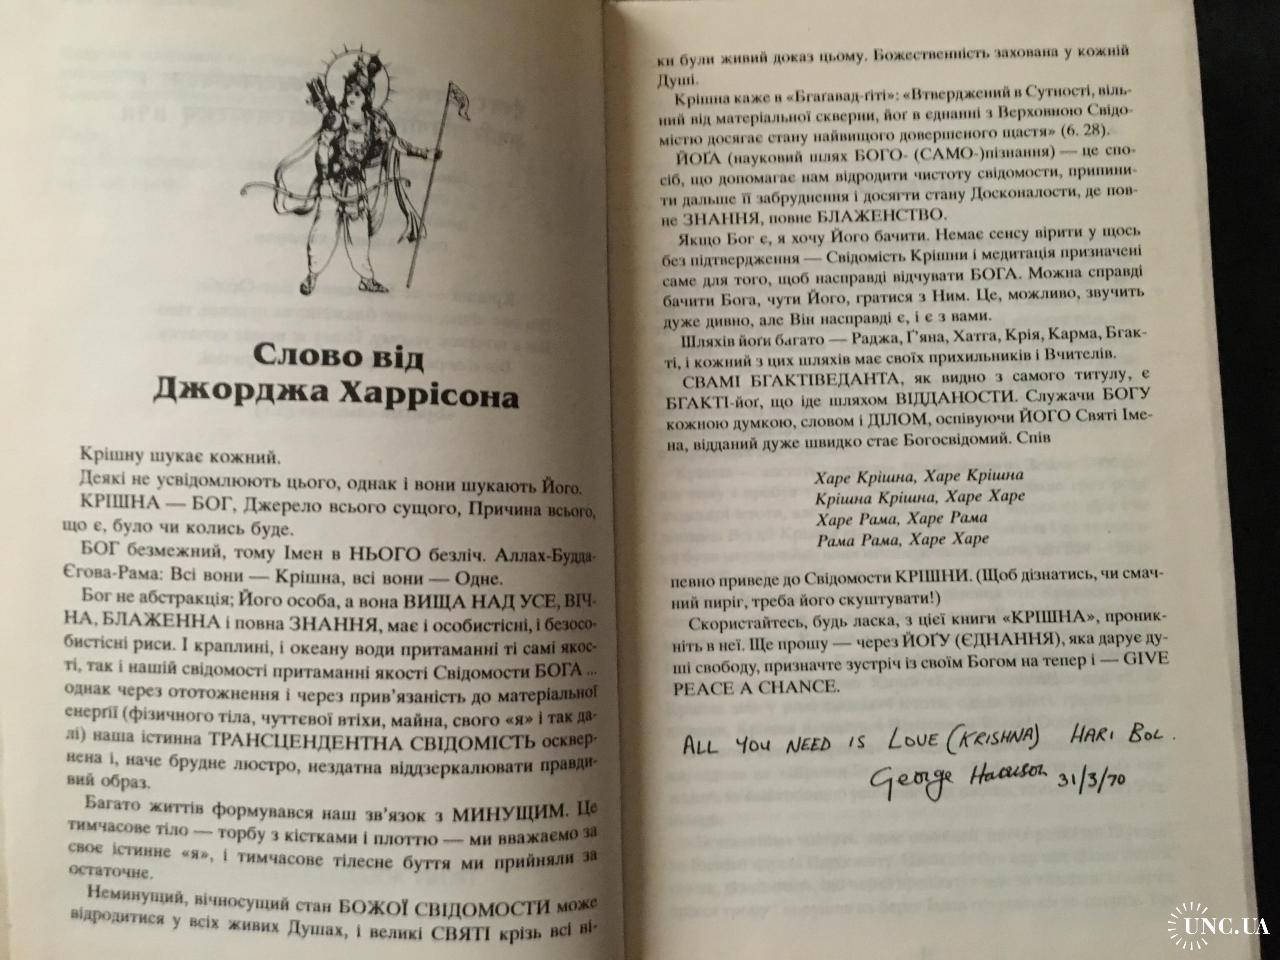 Слово від
Джорджа Харрісона
Крішну шукає кожний.
Деякі не усвідомлюють цього, однак і вони шукають Його.
КРІШНА — БОГ, Джерело всього сущого, Причина всього,
що є, було чи колись буде.
БОГ безмежний, тому Імен в НЬОГО безліч. Аллах-Будда-
Єгова-Рама: Всі вони — Крішна, всі вони — Одне.
Бог не абстракція; Його особа, а вона ВИЩА НАД УСЕ, ВІЧ-
НА, БЛАЖЕННА і повна ЗНАННЯ, має і особистісні, і безосо-
бистісні риси. І краплині, і океану води притаманні ті самі якос-
ті, так і нашій свідомості притаманні якості Свідомости БОГА ...
однак через ототожнення і через прив’язаність до матеріальної
енергії (фізичного тіла, чуттєвої втіхи, майна, свого «я» і так да-
лі) наша істинна ТРАНСЦЕНДЕНТНА СВІДОМІСТЬ осквер-
нена і, наче брудне люстро, нездатна віддзеркалювати правди-
вий образ.
Багато життів формувався наш зв’язок з МИНУЩИМ. Це
тимчасове тіло — торбу з кістками і плоттю — ми вважаємо за
своє істинне «я», і тимчасове тілесне буття ми прийняли за
остаточне.
Неминущий, вічносущий стан БОЖОЇ СВІДОМОСТИ може
відродитися у всіх живих Душах, і великі СВЯТІ крізь всі ві-
ки були живий доказ цьому. Божественність захована у кожній
Душі.
Крішна каже в «Бгаґавад-ґіті»: «Втверджений в Сутності, віль-
ний від матеріальної скверни, йоґ в єднанні з Верховною Свідо-
містю досягає стану найвищого довершеного щастя» (6. 28).
ЙОҐА (науковий шлях БОГО- (САМО-)пізнання) — це спо-
сіб, що допомагає нам відродити чистоту свідомости, припини-
ти дальше її забруднення і досягти стану Досконалости, де пов-
не ЗНАННЯ, повне БЛАЖЕНСТВО.
Якщо Бог є, я хочу Його бачити. Немає сенсу вірити у щось
без підтвердження — Свідомість Крішни і медитація призначені
саме для того, щоб насправді відчувати БОГА. Можна справді
бачити Бога, чути Його, гратися з Ним. Це, можливо, звучить
дуже дивно, але Він насправді є, і є з вами.
Шляхів йоґи багато — Раджа, Ґ’яна, Хатга, Крія, Карма, Бгак-
ті, і кожний з цих шляхів має своїх прихильників і Вчителів.
СВАМІ БГАКТІВЕДАНТА, як видно з самого титулу, є
БГАКТІ-йоґ, що іде шляхом ВІДДАНОСТИ. Служачи БОГУ
кожною думкою, словом і ДІЛОМ, оспівуючи ЙОГО Святі Іме-
на, відданий дуже швидко стає Богосвідомий. Спів
Харе Крішна, Харе Крішна
Крішна Крішна, Харе Харе
Харе Рама, Харе Рама
Рама Рама, Харе Харе
певно приведе до Свідомости КРІШНИ. (Щоб дізнатись, чи смач-
ний пиріг, треба його скуштувати!)
Скористайтесь, будь ласка, з цієї книги «КРІШНА», проник-
ніть в неї. Ще прошу — через ЙОҐУ (ЄДНАННЯ), яка дарує ду-
ші свободу, призначте зустріч із своїм Богом на тепер і — GIVE
PEACE A CHANCE.
ALL YOU NEED IS LOVE (KRISHNA) HARI BOL.
George Harrison 31/3/70
UNC.UA